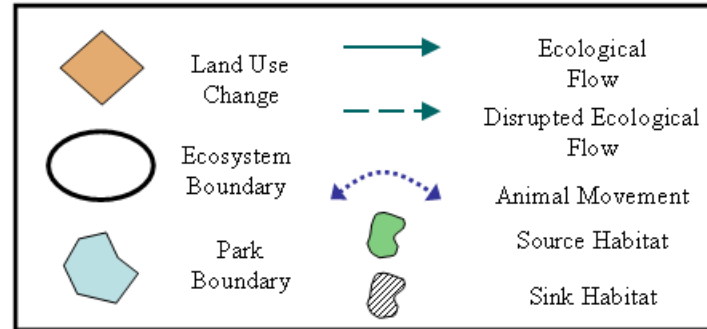 Land Use
Change
Ecosystem
Boundary
Park
Boundary
Ecological
Flow
Disrupted Ecological
Flow
Animal Movement
Source Habitat
Sink Habitat